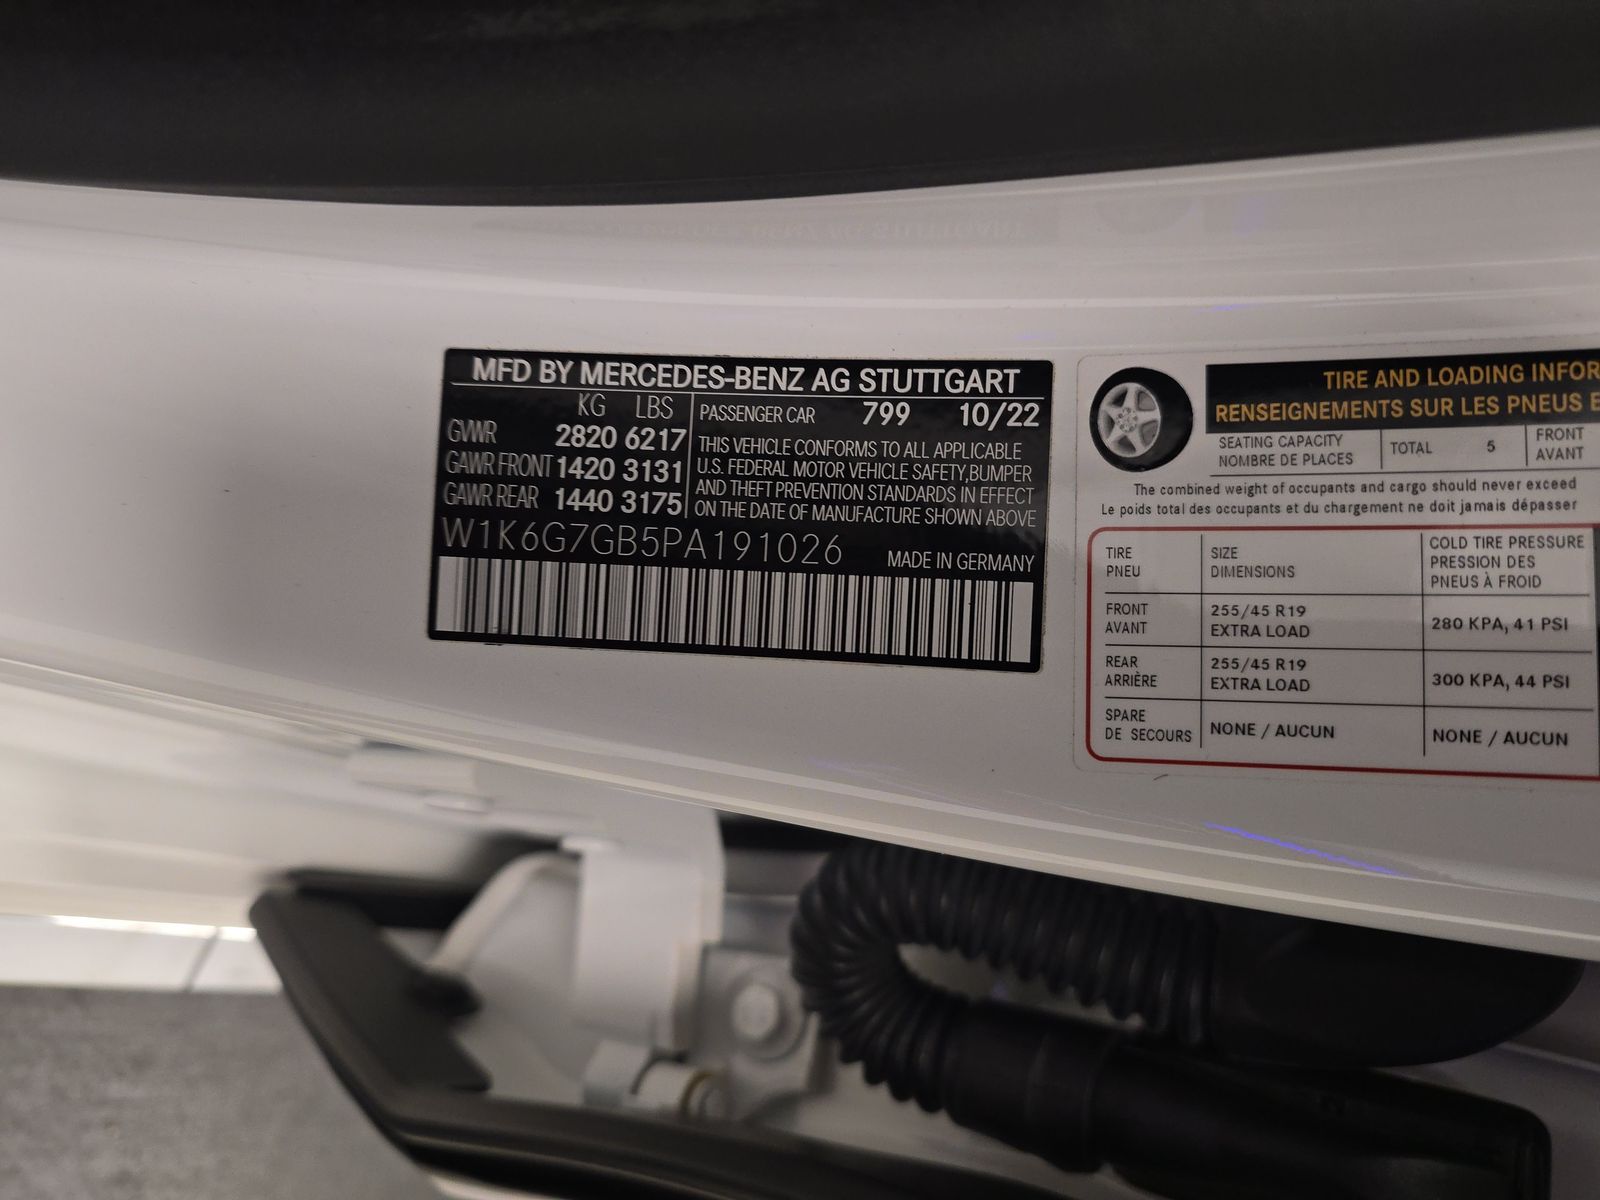 MFD BY MERCEDES-BENZ AG STUTTGART
KG LBS
GVWR 2820 6217
GAWR FRONT 1420 3131
GAWR REAR 1440 3175
PASSENGER CAR 799 10/22
THIS VEHICLE CONFORMS TO ALL APPLICABLE
U.S. FEDERAL MOTOR VEHICLE SAFETY,BUMPER
AND THEFT PREVENTION STANDARDS IN EFFECT
ON THE DATE OF MANUFACTURE SHOWN ABOVE
W1K6G7GB5PA191026
MADE IN GERMANY
TIRE AND LOADING INFOR
RENSEIGNEMENTS SUR LES PNEUS E
SEATING CAPACITY
NOMBRE DE PLACES
TOTAL 5
FRONT
AVANT
The combined weight of occupants and cargo should never exceed
Le poids total des occupants et du chargement ne doit jamais dépasser
TIRE
PNEU
SIZE
DIMENSIONS
COLD TIRE PRESSURE
PRESSION DES
PNEUS À FROID
FRONT
AVANT
255/45 R19
EXTRA LOAD
280 KPA, 41 PSI
REAR
ARRIÈRE
255/45 R19
EXTRA LOAD
300 KPA, 44 PSI
SPARE
DE SECOURS
NONE / AUCUN
NONE / AUCUN